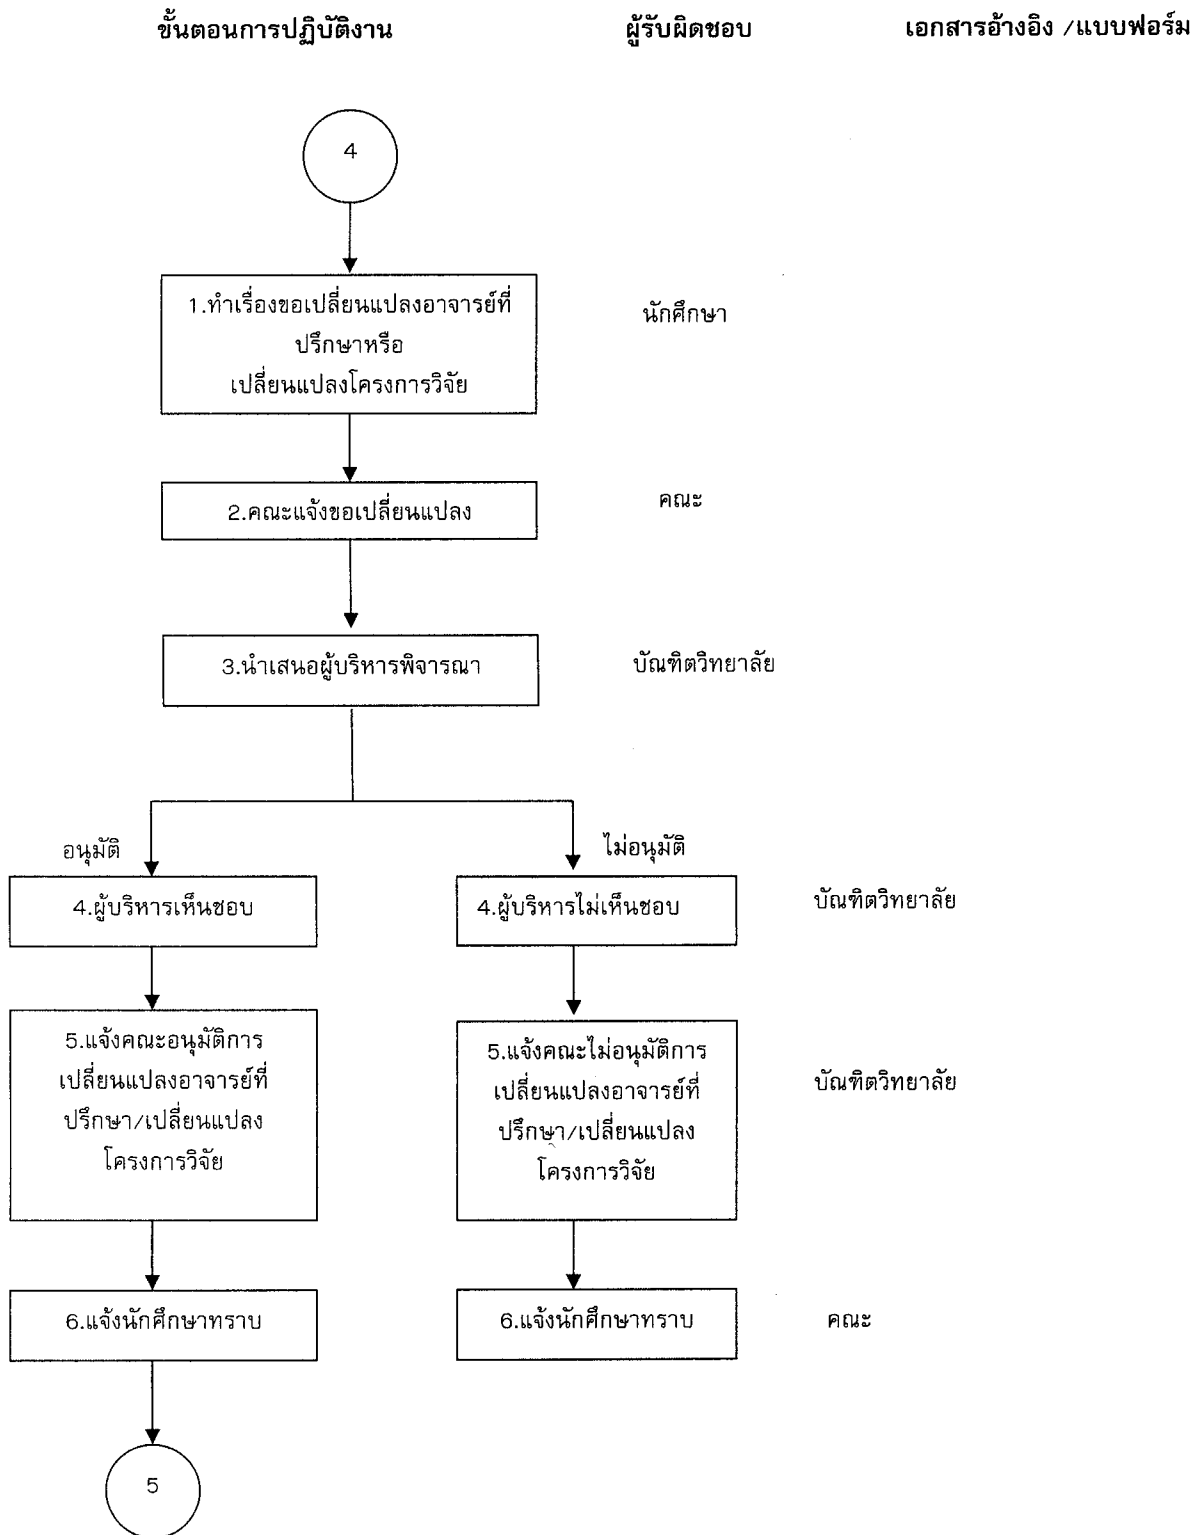 ขั้นตอนการปฏิบัติงาน ผู้รับผิดชอบ เอกสารอ้างอิง /แบบฟอร์ม
4
1.ทำเรื่องขอเปลี่ยนแปลงอาจารย์ที่
ปรึกษาหรือ
เปลี่ยนแปลงโครงการวิจัย
นักศึกษา
2.คณะแจ้งขอเปลี่ยนแปลง
คณะ
3.นำเสนอผู้บริหารพิจารณา
บัณฑิตวิทยาลัย
อนุมัติ
ไม่อนุมัติ
4.ผู้บริหารเห็นชอบ
4.ผู้บริหารไม่เห็นชอบ
บัณฑิตวิทยาลัย
5.แจ้งคณะอนุมัติการ
เปลี่ยนแปลงอาจารย์ที่
ปรึกษา/เปลี่ยนแปลง
โครงการวิจัย
5.แจ้งคณะไม่อนุมัติการ
เปลี่ยนแปลงอาจารย์ที่
ปรึกษา/เปลี่ยนแปลง
โครงการวิจัย
บัณฑิตวิทยาลัย
6.แจ้งนักศึกษาทราบ
6.แจ้งนักศึกษาทราบ
คณะ
5